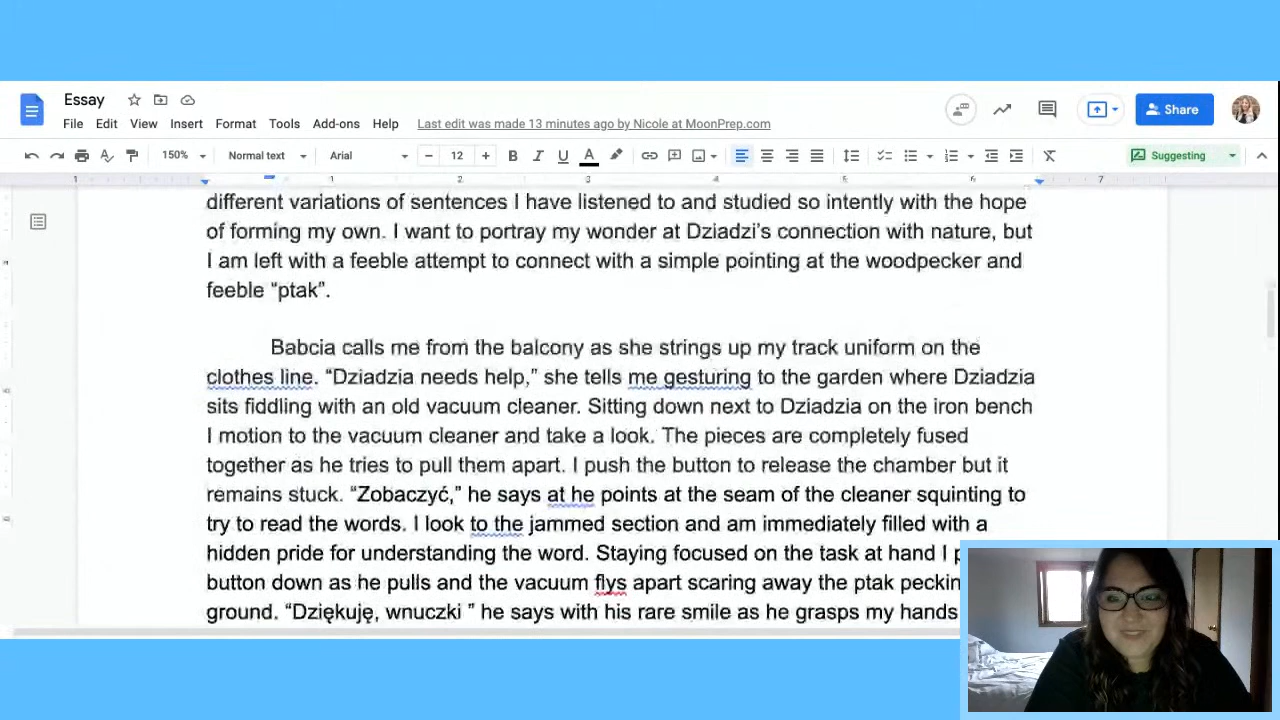 Essay
File Edit View Insert Format Tools Add-ons Help Last edit was made 13 minutes ago by Nicole at MoonPrep.com
Share
150% Normal text Arial − 12 + B I U A Suggesting
1 1 2 3 4 5 6 7
different variations of sentences I have listened to and studied so intently with the hope
of forming my own. I want to portray my wonder at Dziadzi’s connection with nature, but
I am left with a feeble attempt to connect with a simple pointing at the woodpecker and
feeble “ptak”.
Babcia calls me from the balcony as she strings up my track uniform on the
clothes line. “Dziadzia needs help,” she tells me gesturing to the garden where Dziadzia
sits fiddling with an old vacuum cleaner. Sitting down next to Dziadzia on the iron bench
I motion to the vacuum cleaner and take a look. The pieces are completely fused
together as he tries to pull them apart. I push the button to release the chamber but it
remains stuck. “Zobaczyć,” he says at he points at the seam of the cleaner squinting to
try to read the words. I look to the jammed section and am immediately filled with a
hidden pride for understanding the word. Staying focused on the task at hand I
button down as he pulls and the vacuum flys apart scaring away the ptak
ground. “Dziękuję, wnuczki ” he says with his rare smile as he grasps my hands